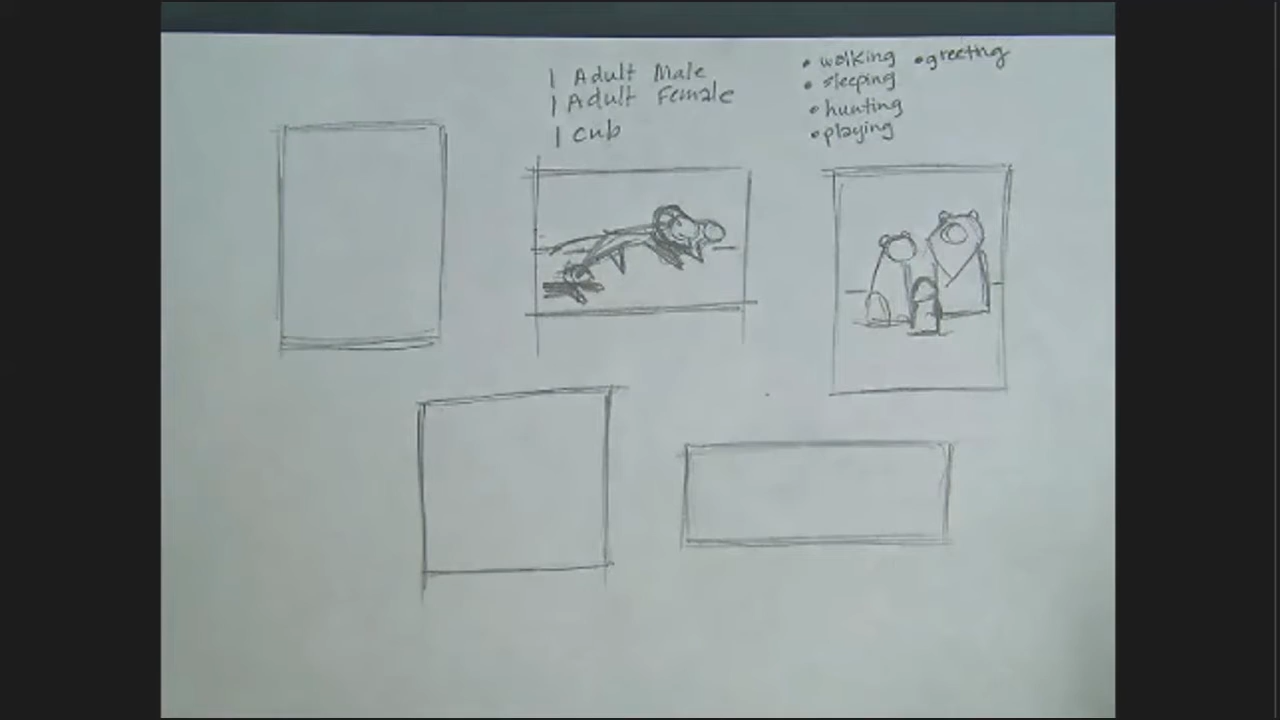 1 Adult Male
1 Adult Female
1 Cub
• walking • greeting
• sleeping
• hunting
• playing